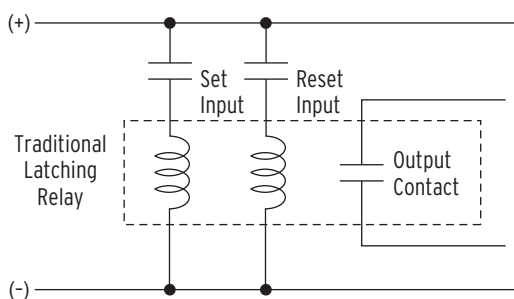 (+)
Set
Input
Reset
Input
Traditional
Latching
Relay
Output
Contact
(–)